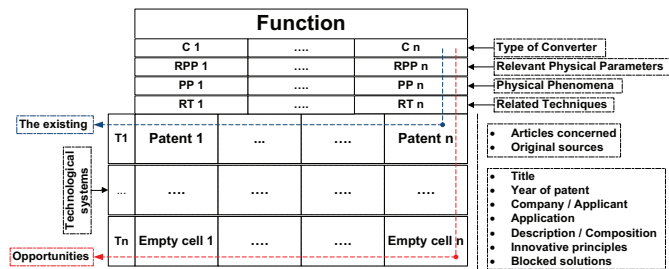 Function
C 1 .... C n
Type of Converter
RPP 1 .... RPP n
Relevant Physical Parameters
PP 1 .... PP n
Physical Phenomena
RT 1 .... RT n
Related Techniques
The existing
T1 Patent 1 ... .... Patent n
• Articles concerned
• Original sources
Technological
systems
... .... .... .... ....
• Title
• Year of patent
• Company / Applicant
• Application
• Description / Composition
• Innovative principles
• Blocked solutions
Tn Empty cell 1 .... .... Empty cell n
Opportunities